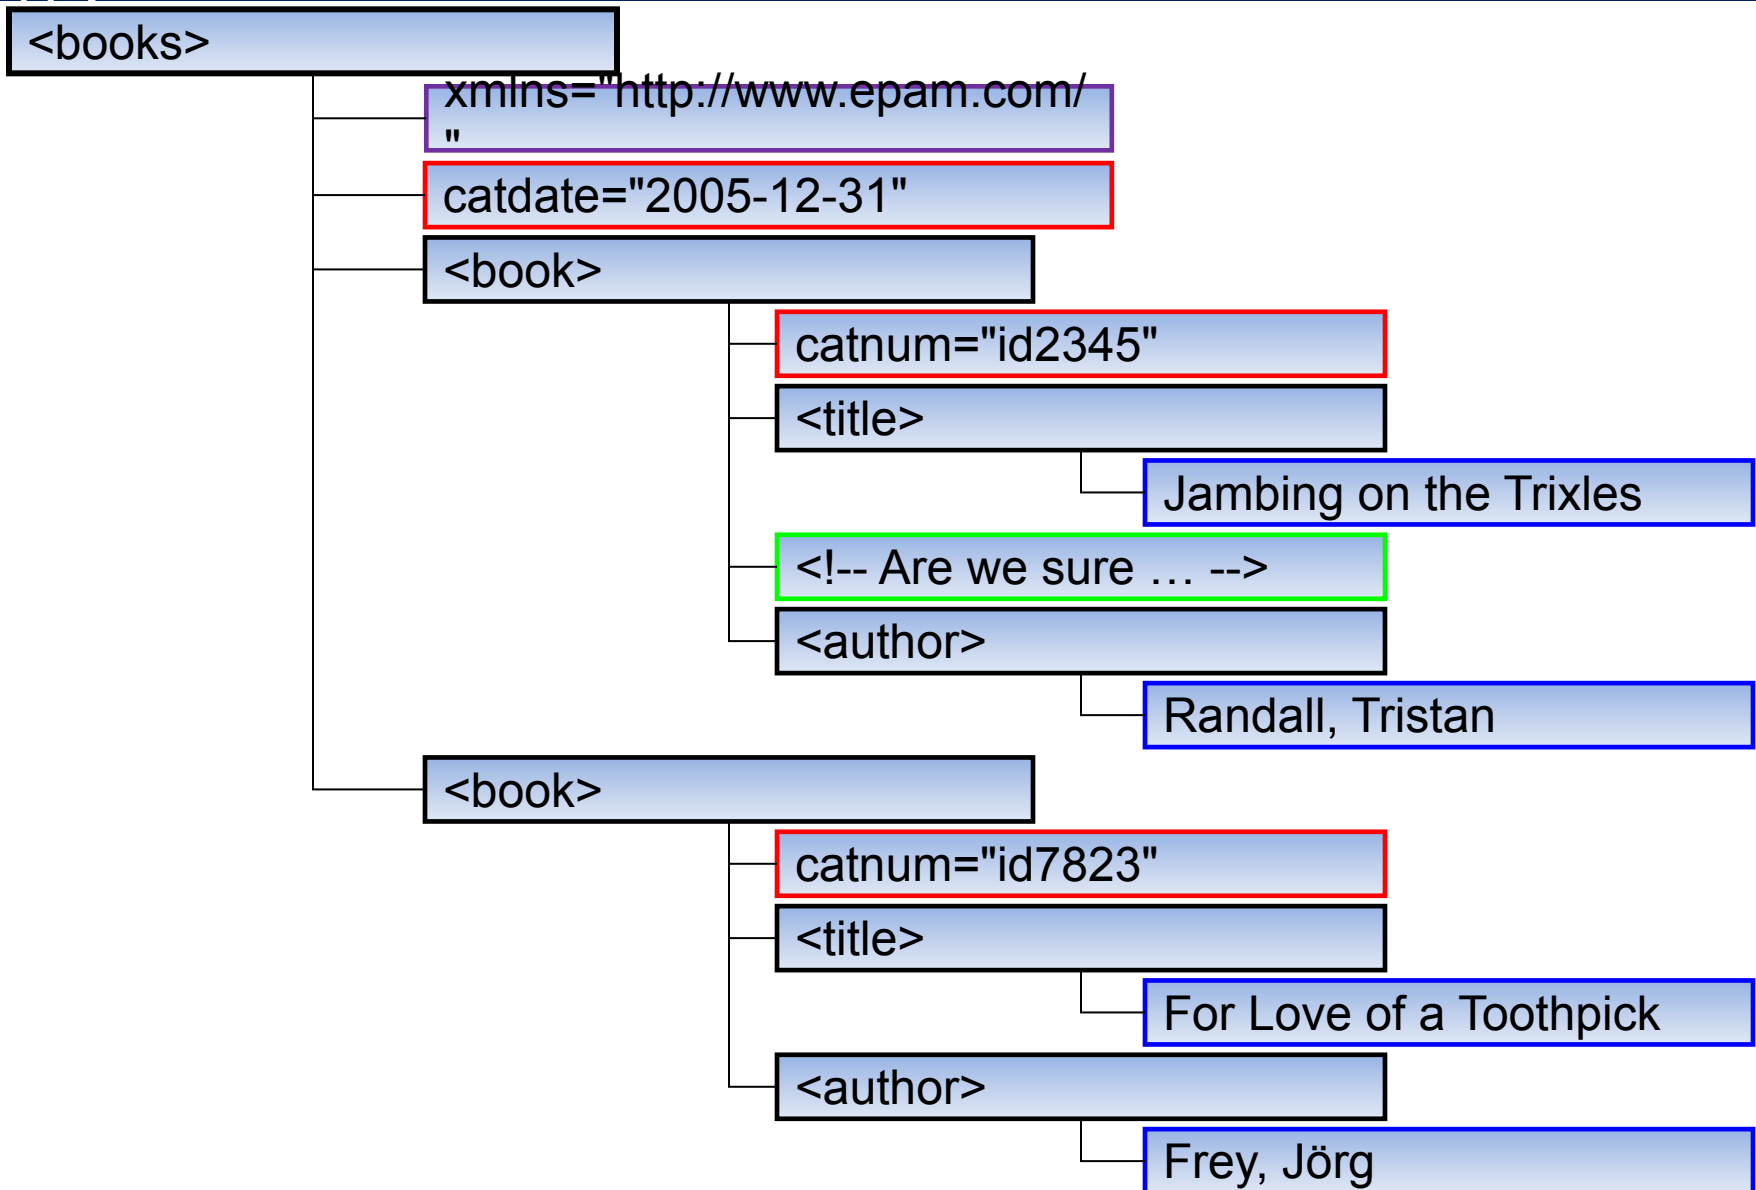 <books>
xmlns="http://www.epam.com/
"
catdate="2005-12-31"
<book>
catnum="id2345"
<title>
Jambing on the Trixles
<!-- Are we sure … -->
<author>
Randall, Tristan
<book>
catnum="id7823"
<title>
For Love of a Toothpick
<author>
Frey, Jörg